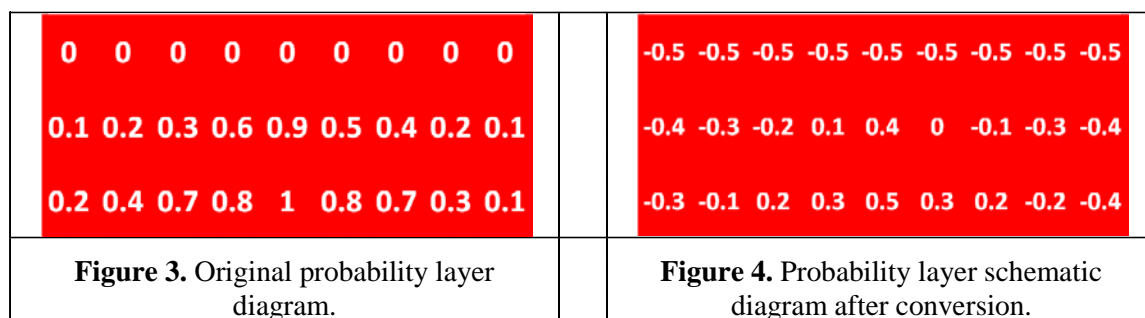 0 0 0 0 0 0 0 0 0
0.1 0.2 0.3 0.6 0.9 0.5 0.4 0.2 0.1
0.2 0.4 0.7 0.8 1 0.8 0.7 0.3 0.1
Figure 3. Original probability layer
diagram.
-0.5 -0.5 -0.5 -0.5 -0.5 -0.5 -0.5 -0.5 -0.5
-0.4 -0.3 -0.2 0.1 0.4 0 -0.1 -0.3 -0.4
-0.3 -0.1 0.2 0.3 0.5 0.3 0.2 -0.2 -0.4
Figure 4. Probability layer schematic
diagram after conversion.